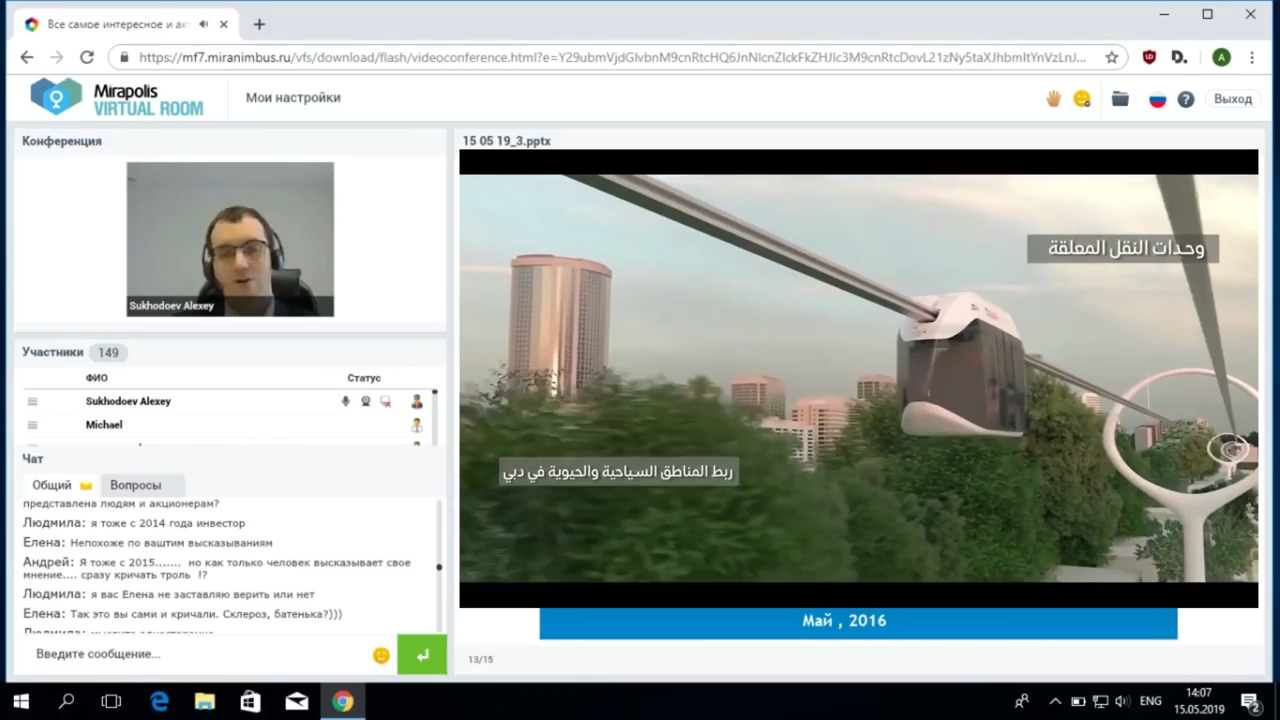 Все самое интересное и ак
https://mf7.miranimbus.ru/vfs/download/flash/videoconference.html?e=Y29ubmVjdGlvbnM9cnRtcHQ6JnNlcnZlckFkZHJlc3M9cnRtcDovL21zNy5taXJhbmltYnVzLnJ...
Mirapolis
VIRTUAL ROOM
Мои настройки
Выход
Конференция
Sukhodoev Alexey
Участники 149
ФИО Статус
Sukhodoev Alexey
Michael
Чат
Общий Вопросы
представлена людям и акционерам?
Людмила: я тоже с 2014 года инвестор
Елена: Непохоже по ваштим высказываниям
Андрей: Я тоже с 2015....... но как только человек высказывает свое
мнение.... сразу кричать троль !?
Людмила: я вас Елена не заставляю верить или нет
Елена: Так это вы сами и кричали. Склероз, батенька?)))
Введите сообщение...
15 05 19_3.pptx
وحدات النقل المعلقة
ربط المناطق السياحية والحيوية في دبي
Май , 2016
13/15
ENG
14:07
15.05.2019
2